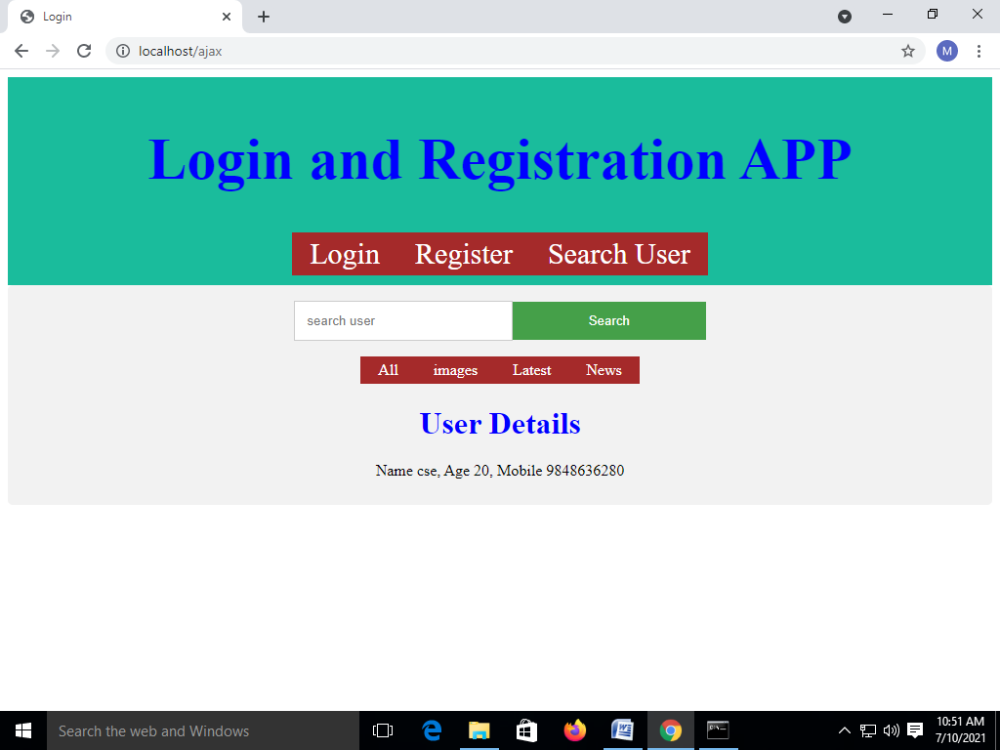 Login
localhost/ajax
M
Login and Registration APP
Login Register Search User
search user Search
All images Latest News
User Details
Name cse, Age 20, Mobile 9848636280
Search the web and Windows
10:51 AM
7/10/2021